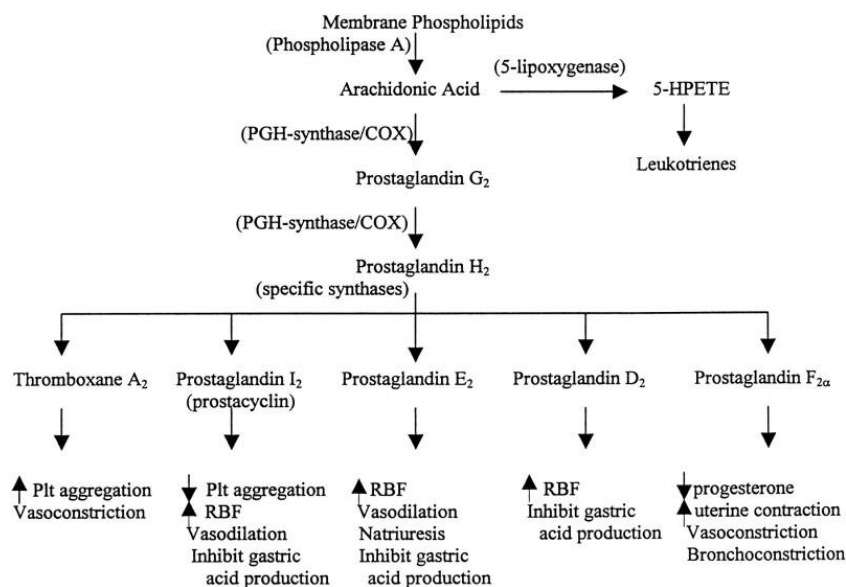 Membrane Phospholipids
(Phospholipase A)
(5-lipoxygenase)
Arachidonic Acid
5-HPETE
(PGH-synthase/COX)
Leukotrienes
Prostaglandin G₂
(PGH-synthase/COX)
Prostaglandin H₂
(specific synthases)
Thromboxane A₂
Prostaglandin I₂
(prostacyclin)
Prostaglandin E₂
Prostaglandin D₂
Prostaglandin F₂α
Plt aggregation
Vasoconstriction
Plt aggregation
RBF
Vasodilation
Inhibit gastric
acid production
RBF
Vasodilation
Natriuresis
Inhibit gastric
acid production
RBF
Inhibit gastric
acid production
progesterone
uterine contraction
Vasoconstriction
Bronchoconstriction